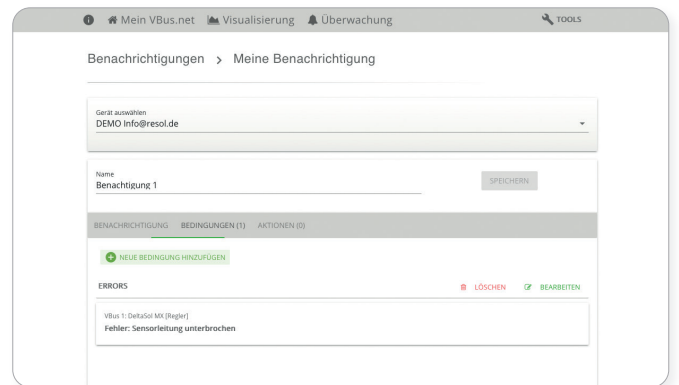 Mein VBus.net Visualisierung Überwachung TOOLS
Benachrichtigungen > Meine Benachrichtigung
Gerät auswählen
DEMO Info@resol.de
Name
Benachtigung 1
SPEICHERN
BENACHRICHTIGUNG BEDINGUNGEN (1) AKTIONEN (0)
NEUE BEDINGUNG HINZUFÜGEN
ERRORS LÖSCHEN BEARBEITEN
VBus 1: DeltaSol MX [Regler]
Fehler: Sensorleitung unterbrochen